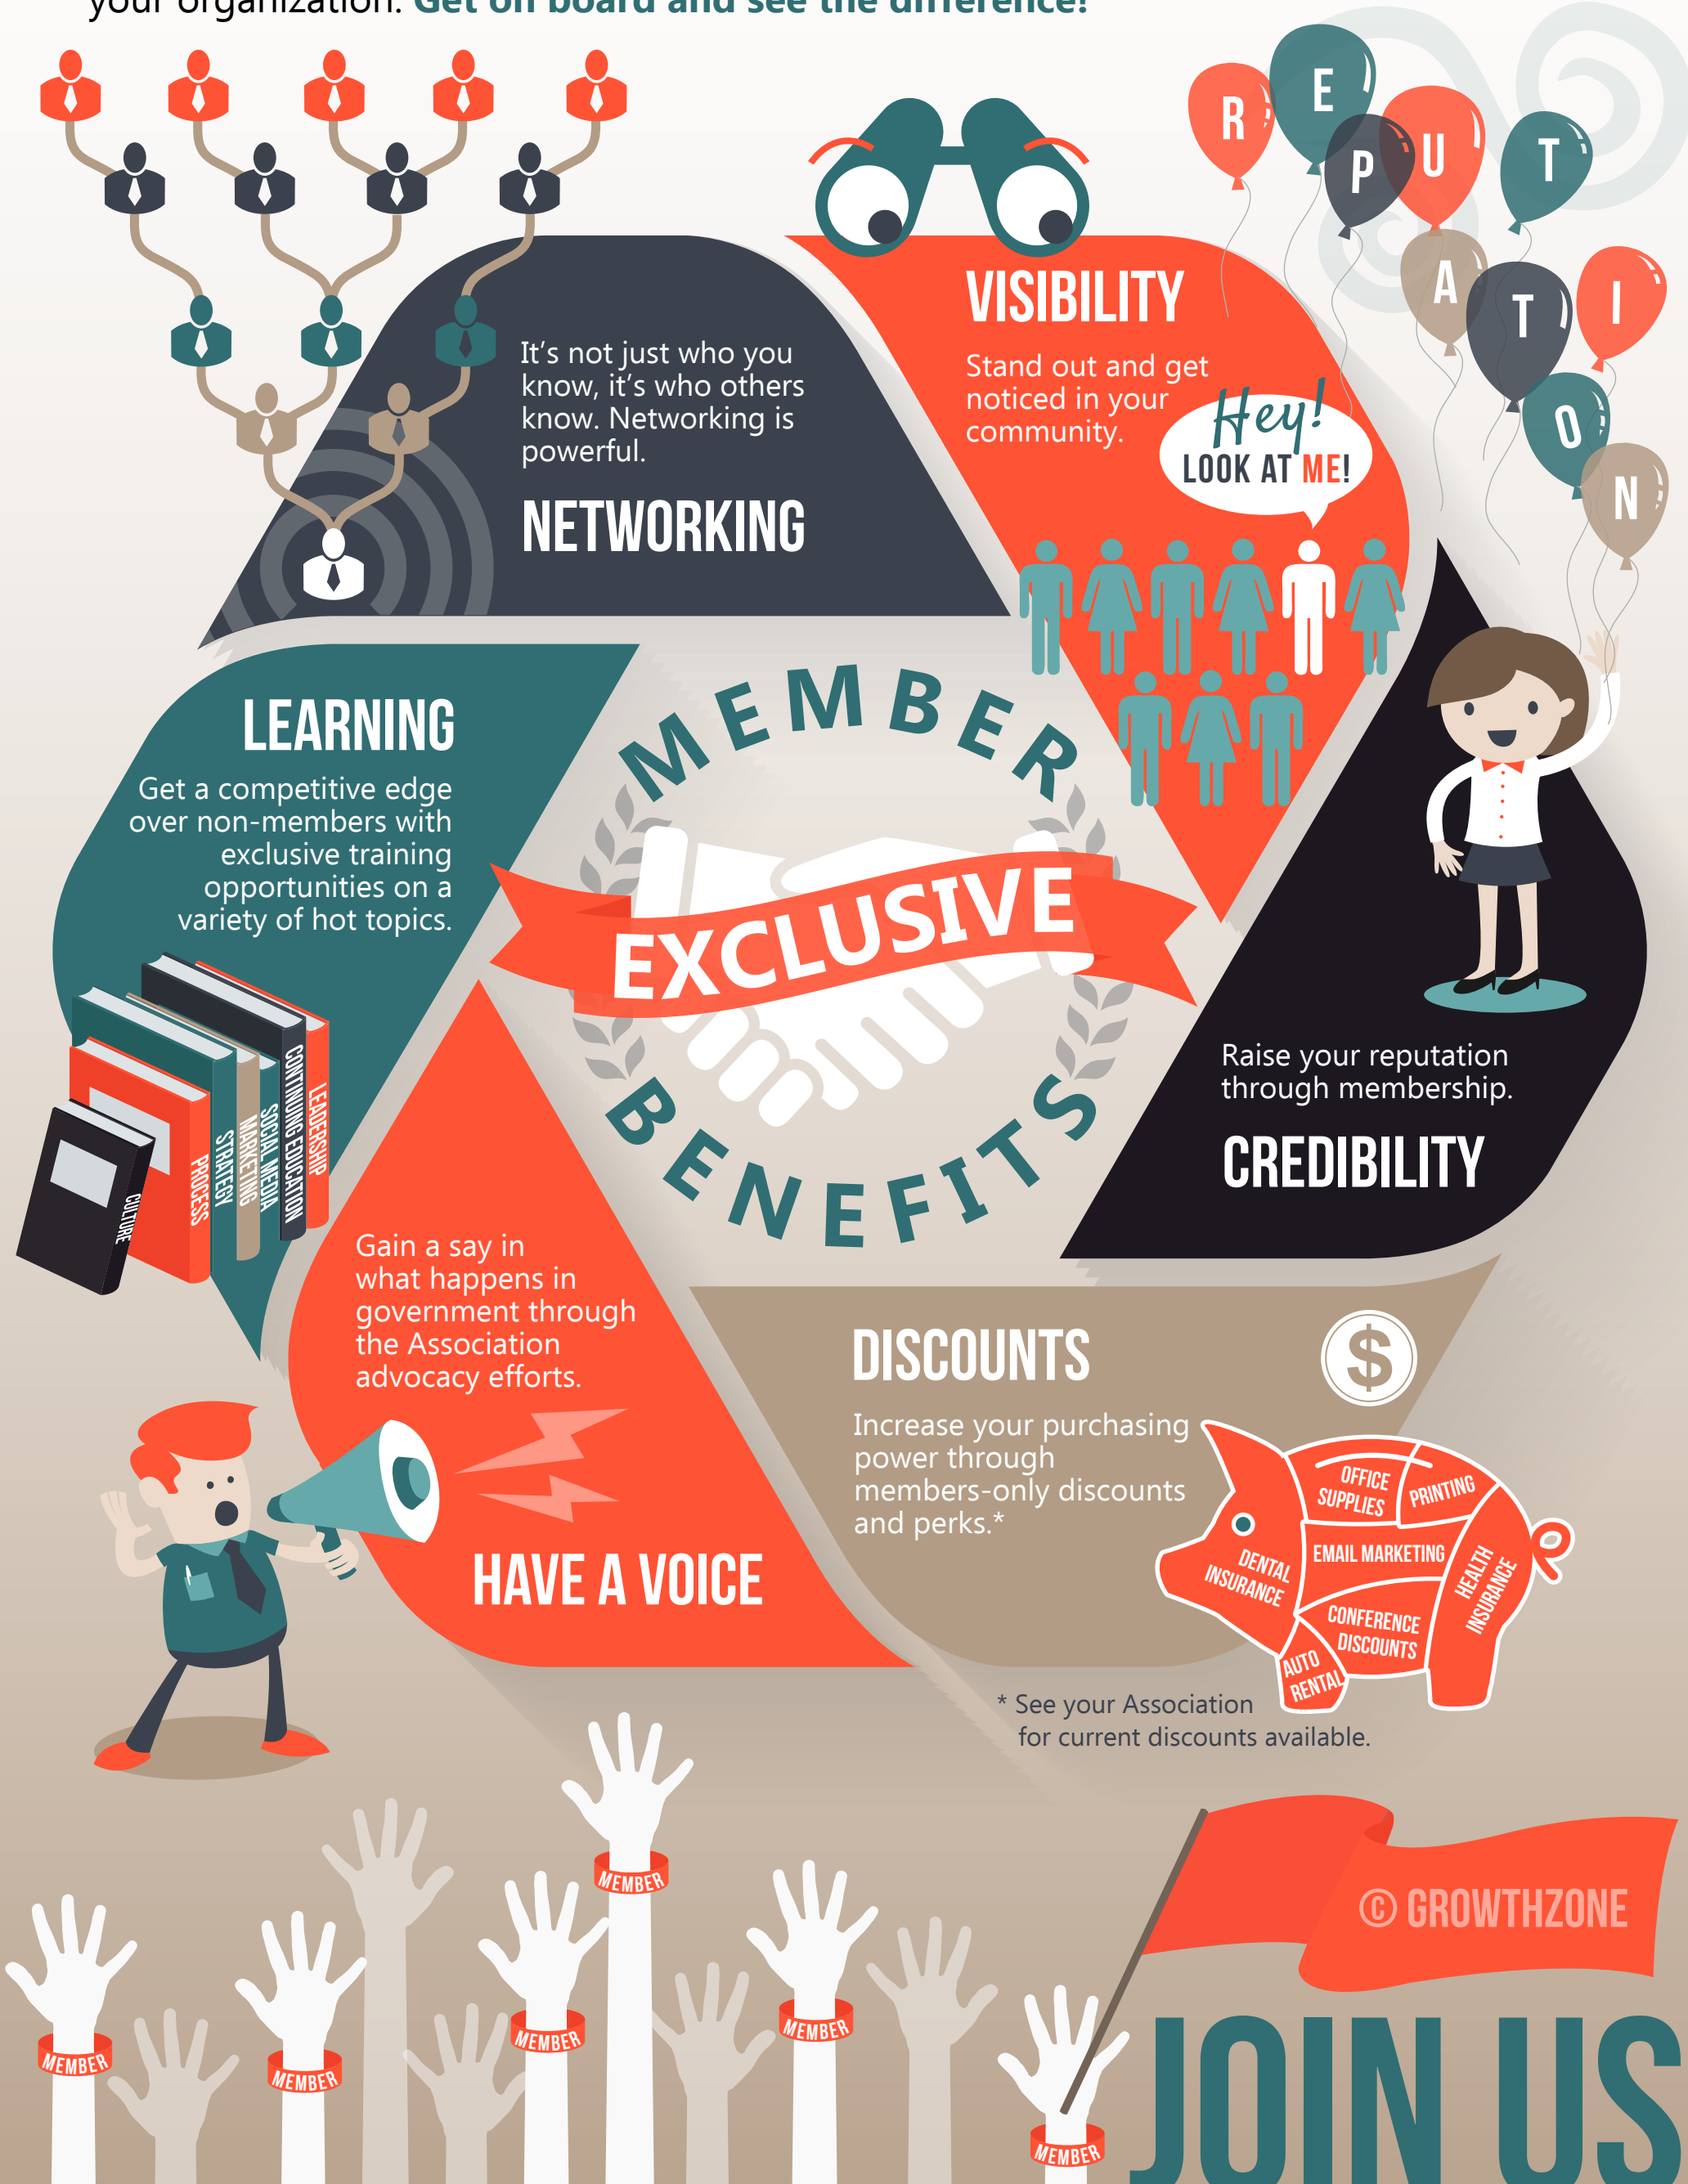 your organization. Get on board and see the difference!
R E P U T A T I O N
It's not just who you
know, it's who others
know. Networking is
powerful.
NETWORKING
VISIBILITY
Stand out and get
noticed in your
community.
Hey!
LOOK AT ME!
LEARNING
Get a competitive edge
over non-members with
exclusive training
opportunities on a
variety of hot topics.
LEADERSHIP
CONTINUING EDUCATION
SOCIAL MEDIA
MARKETING
STRATEGY
PROCESS
CULTURE
MEMBER
EXCLUSIVE
BENEFITS
Raise your reputation
through membership.
CREDIBILITY
Gain a say in
what happens in
government through
the Association
advocacy efforts.
HAVE A VOICE
DISCOUNTS
Increase your purchasing
power through
members-only discounts
and perks.*
$
OFFICE
SUPPLIES
PRINTING
EMAIL MARKETING
DENTAL
INSURANCE
HEALTH
INSURANCE
CONFERENCE
DISCOUNTS
AUTO
RENTAL
* See your Association
for current discounts available.
MEMBER
MEMBER
MEMBER
MEMBER
MEMBER
MEMBER
© GROWTHZONE
JOIN US